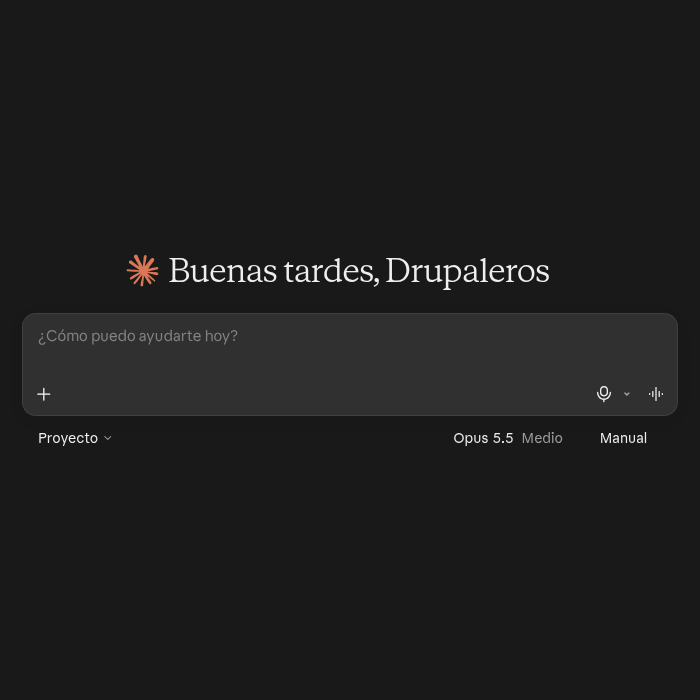 Buenas tardes, Drupaleros
¿Cómo puedo ayudarte hoy?
Proyecto
Opus 5.5 Medio Manual